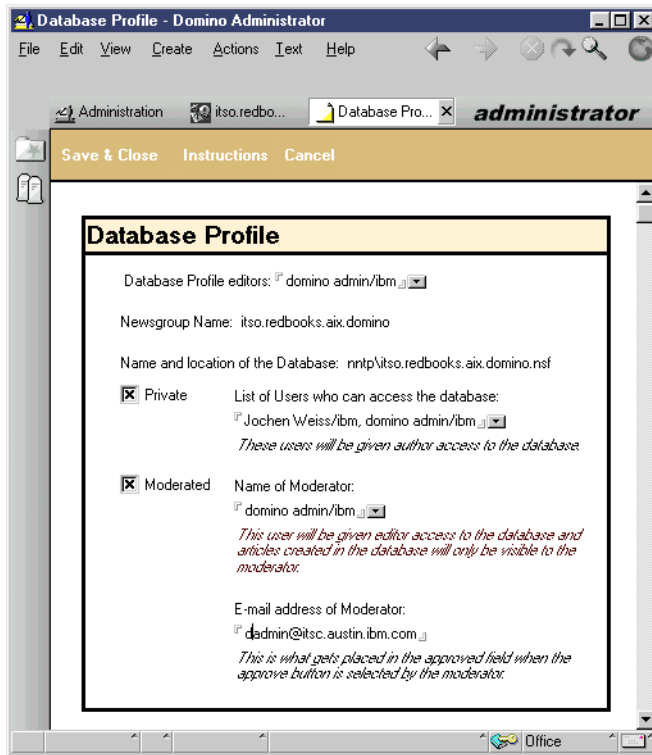 Database Profile - Domino Administrator
File Edit View Create Actions Text Help
Administration itso.redbo... Database Pro... administrator
Save & Close Instructions Cancel
Database Profile
Database Profile editors: domino admin/ibm
Newsgroup Name: itso.redbooks.aix.domino
Name and location of the Database: nntp\itso.redbooks.aix.domino.nsf
Private List of Users who can access the database:
Jochen Weiss/ibm, domino admin/ibm
These users will be given author access to the database.
Moderated Name of Moderator:
domino admin/ibm
This user will be given editor access to the database and
articles created in the database will only be visible to the
moderator.
E-mail address of Moderator:
dadmin@itsc.austin.ibm.com
This is what gets placed in the approved field when the
approve button is selected by the moderator.
Office